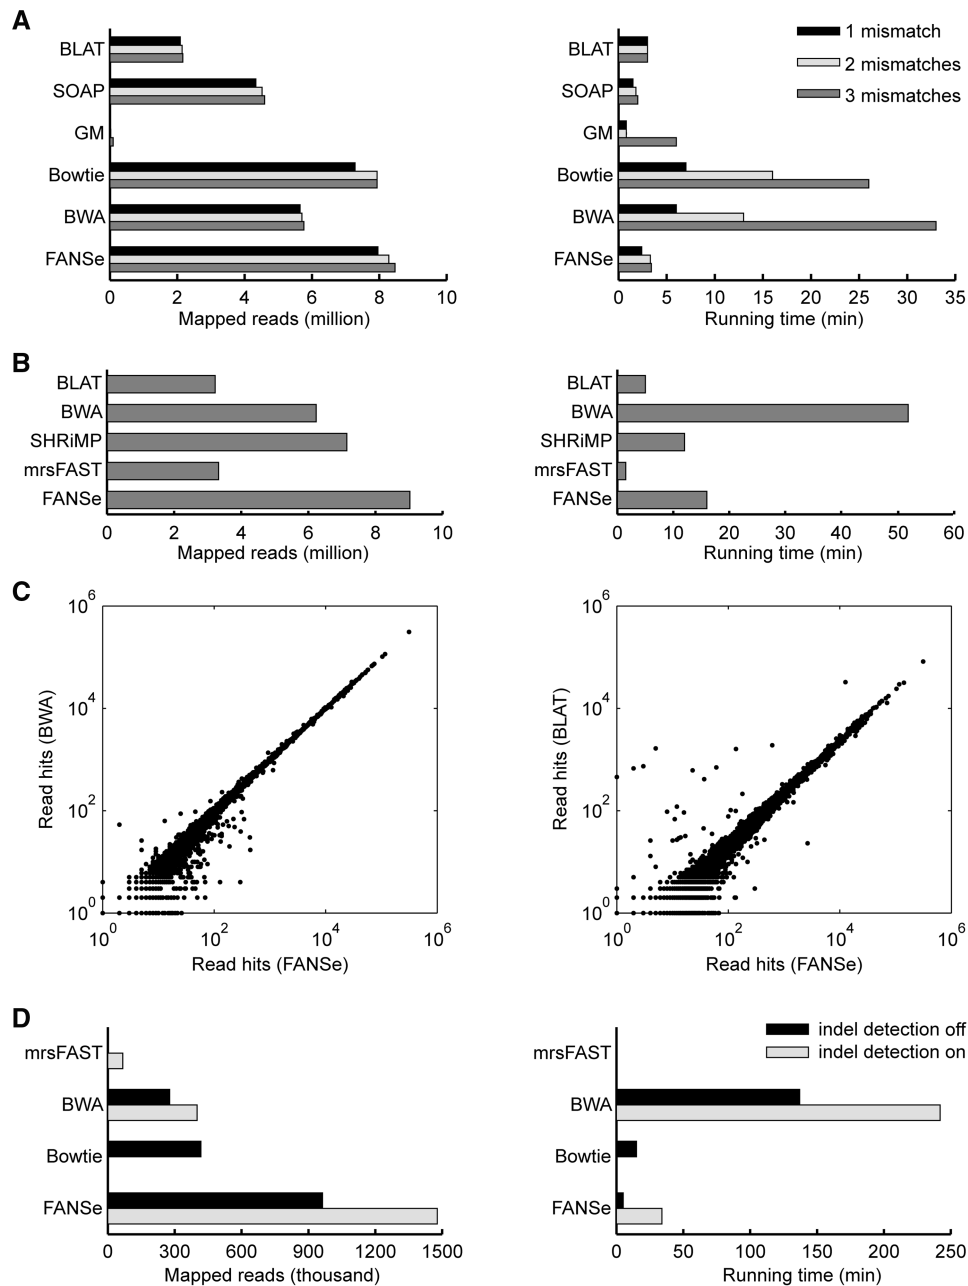 A
BLAT
SOAP
GM
Bowtie
BWA
FANSe
0 2 4 6 8 10
Mapped reads (million)
BLAT
SOAP
GM
Bowtie
BWA
FANSe
0 5 10 15 20 25 30 35
Running time (min)
1 mismatch
2 mismatches
3 mismatches
B
BLAT
BWA
SHRiMP
mrsFAST
FANSe
0 2 4 6 8 10
Mapped reads (million)
BLAT
BWA
SHRiMP
mrsFAST
FANSe
0 10 20 30 40 50 60
Running time (min)
C
Read hits (BWA)
10^6
10^4
10^2
10^0
10^0 10^2 10^4 10^6
Read hits (FANSe)
Read hits (BLAT)
10^6
10^4
10^2
10^0
10^0 10^2 10^4 10^6
Read hits (FANSe)
D
mrsFAST
BWA
Bowtie
FANSe
0 300 600 900 1200 1500
Mapped reads (thousand)
mrsFAST
BWA
Bowtie
FANSe
0 50 100 150 200 250
Running time (min)
indel detection off
indel detection on